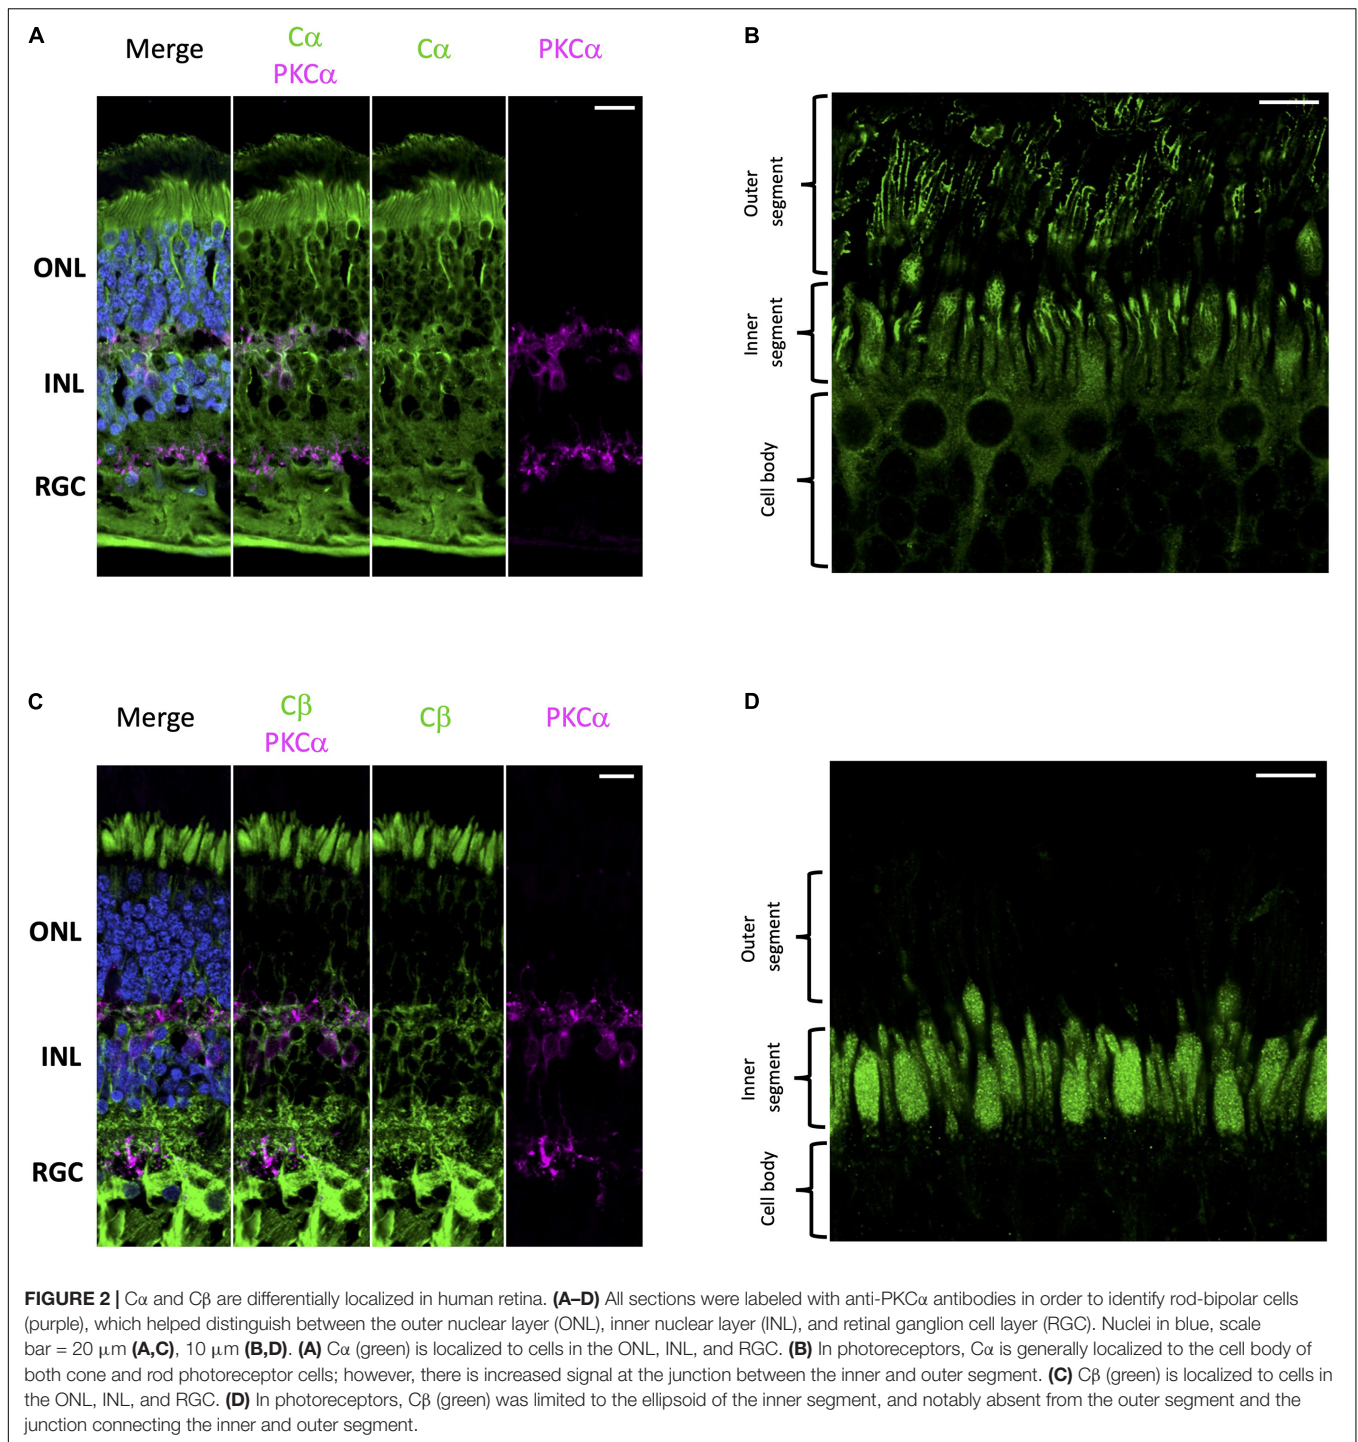 A
Merge
Cα
PKCα
Cα
PKCα
ONL
INL
RGC
B
Outer
segment
Inner
segment
Cell body
C
Merge
Cβ
PKCα
Cβ
PKCα
ONL
INL
RGC
D
Outer
segment
Inner
segment
Cell body
FIGURE 2 | Cα and Cβ are differentially localized in human retina. (A–D) All sections were labeled with anti-PKCα antibodies in order to identify rod-bipolar cells
(purple), which helped distinguish between the outer nuclear layer (ONL), inner nuclear layer (INL), and retinal ganglion cell layer (RGC). Nuclei in blue, scale
bar = 20 μm (A,C), 10 μm (B,D). (A) Cα (green) is localized to cells in the ONL, INL, and RGC. (B) In photoreceptors, Cα is generally localized to the cell body of
both cone and rod photoreceptor cells; however, there is increased signal at the junction between the inner and outer segment. (C) Cβ (green) is localized to cells in
the ONL, INL, and RGC. (D) In photoreceptors, Cβ (green) was limited to the ellipsoid of the inner segment, and notably absent from the outer segment and the
junction connecting the inner and outer segment.